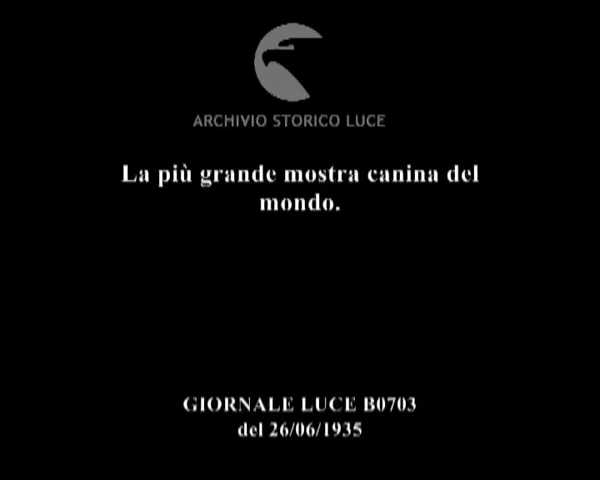 ARCHIVIO STORICO LUCE
La più grande mostra canina del
mondo.
GIORNALE LUCE B0703
del 26/06/1935